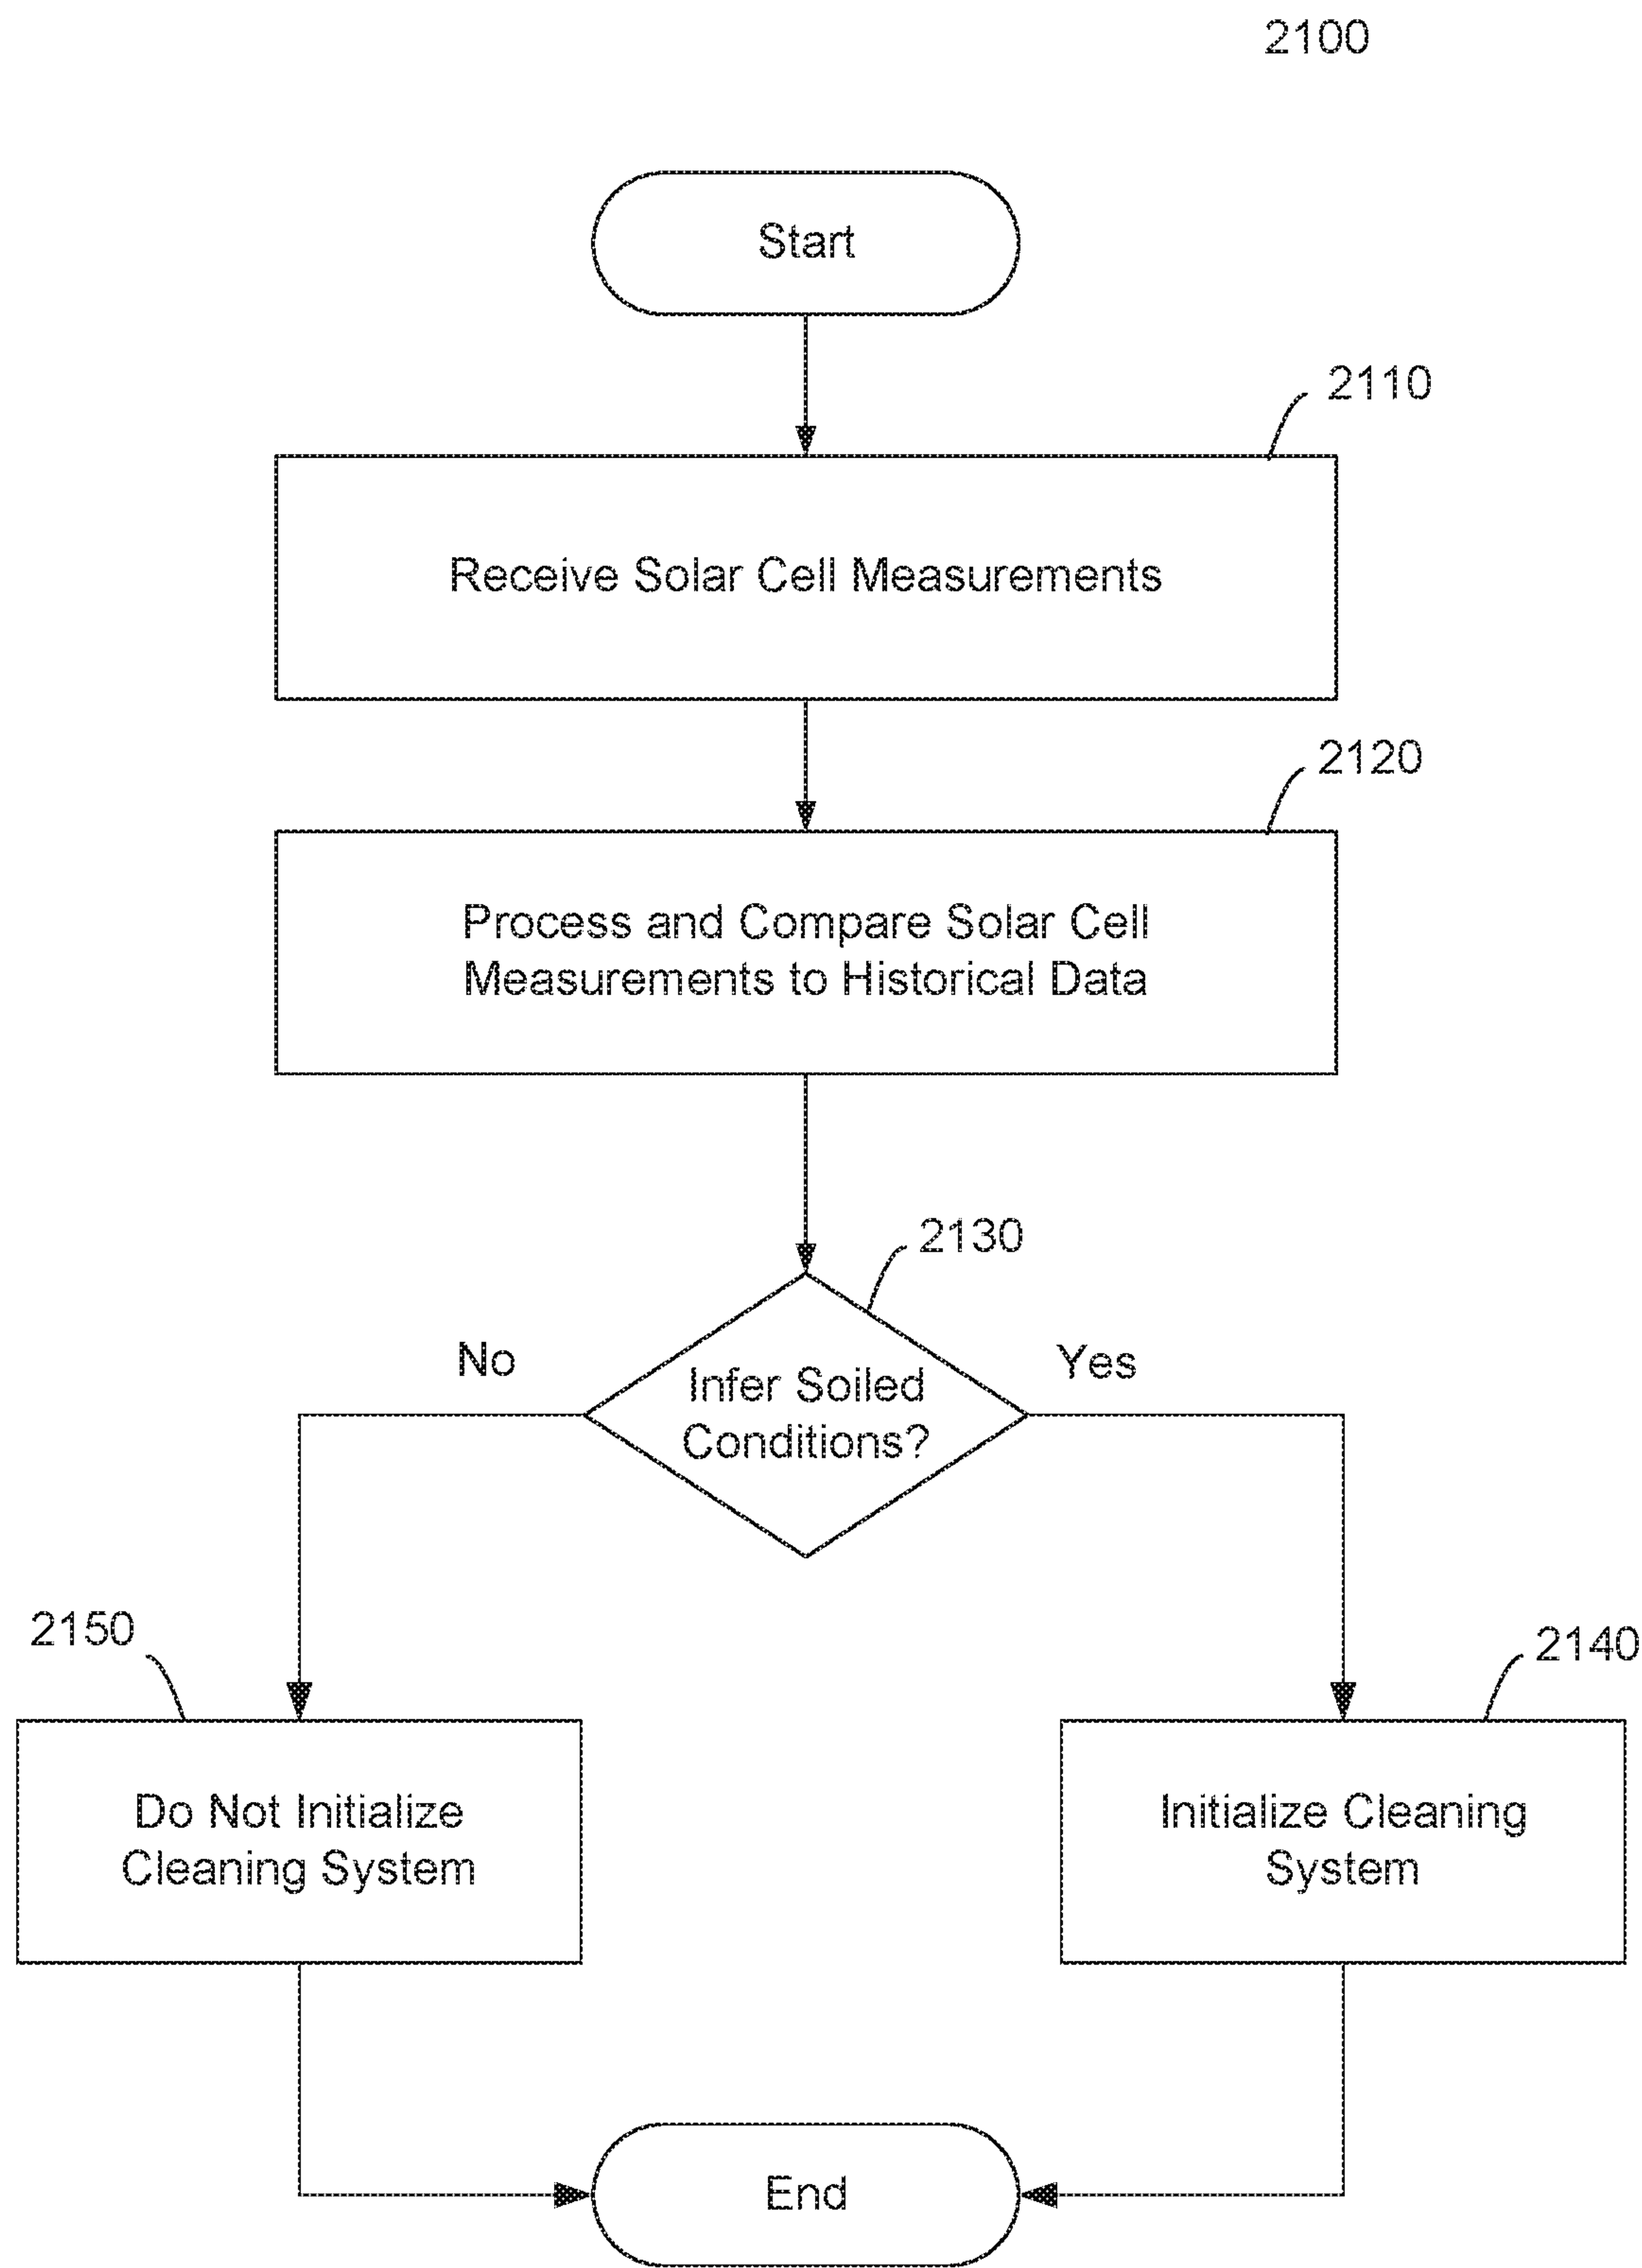 2100
Start
2110
Receive Solar Cell Measurements
2120
Process and Compare Solar Cell
Measurements to Historical Data
2130
No
Yes
Infer Soiled
Conditions?
2150
2140
Do Not Initialize
Cleaning System
Initialize Cleaning
System
End